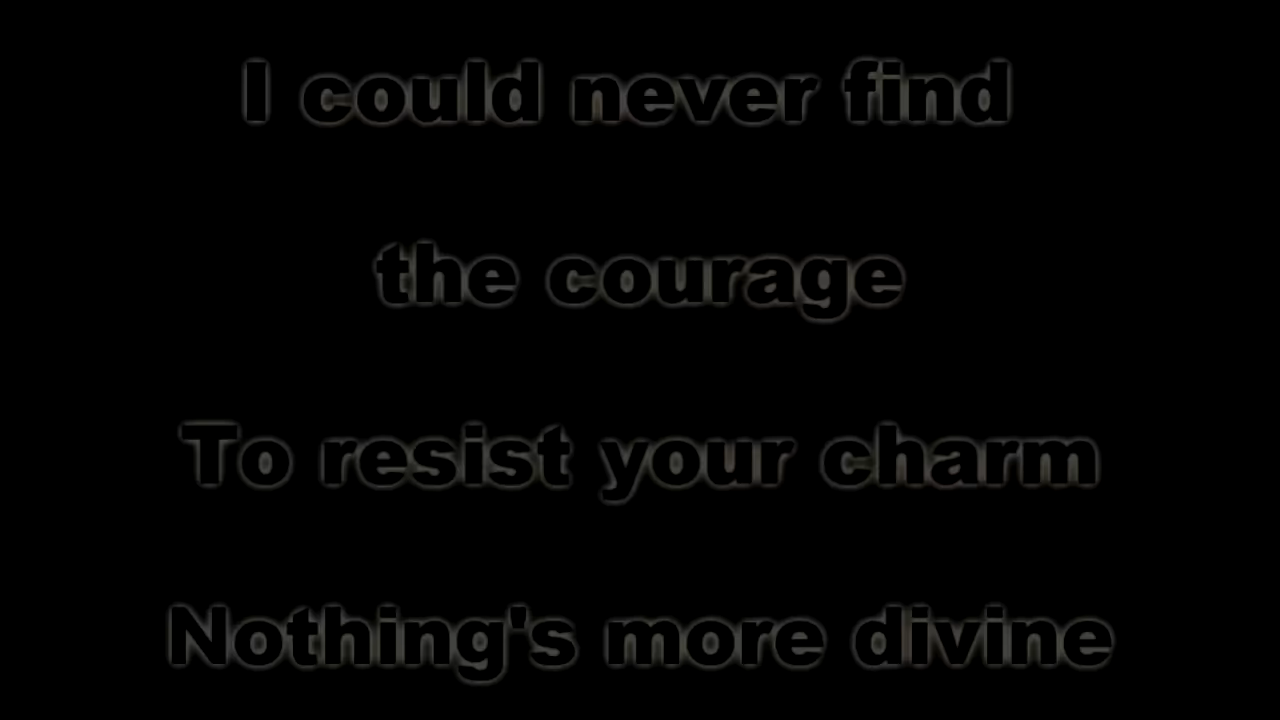 I could never find
the courage
To resist your charm
Nothing's more divine